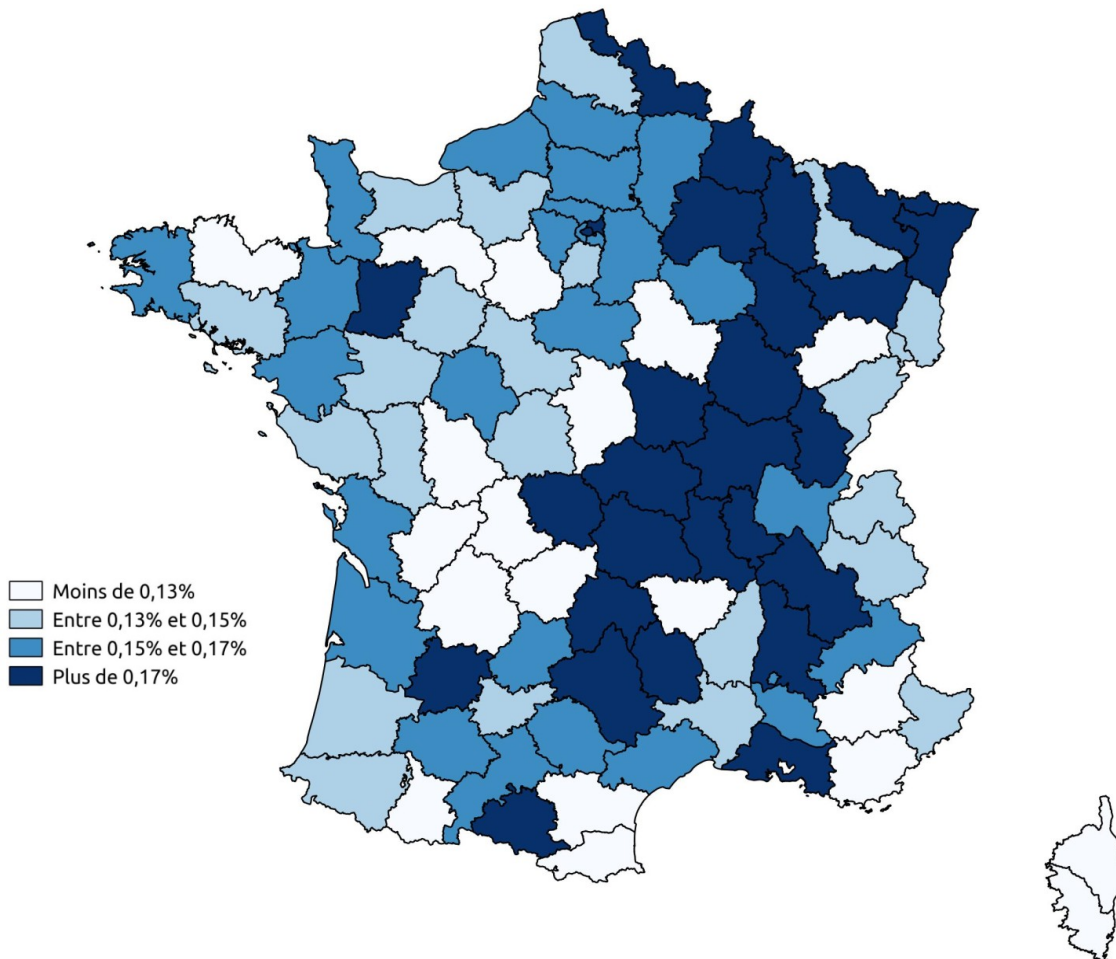 Moins de 0,13%
Entre 0,13% et 0,15%
Entre 0,15% et 0,17%
Plus de 0,17%